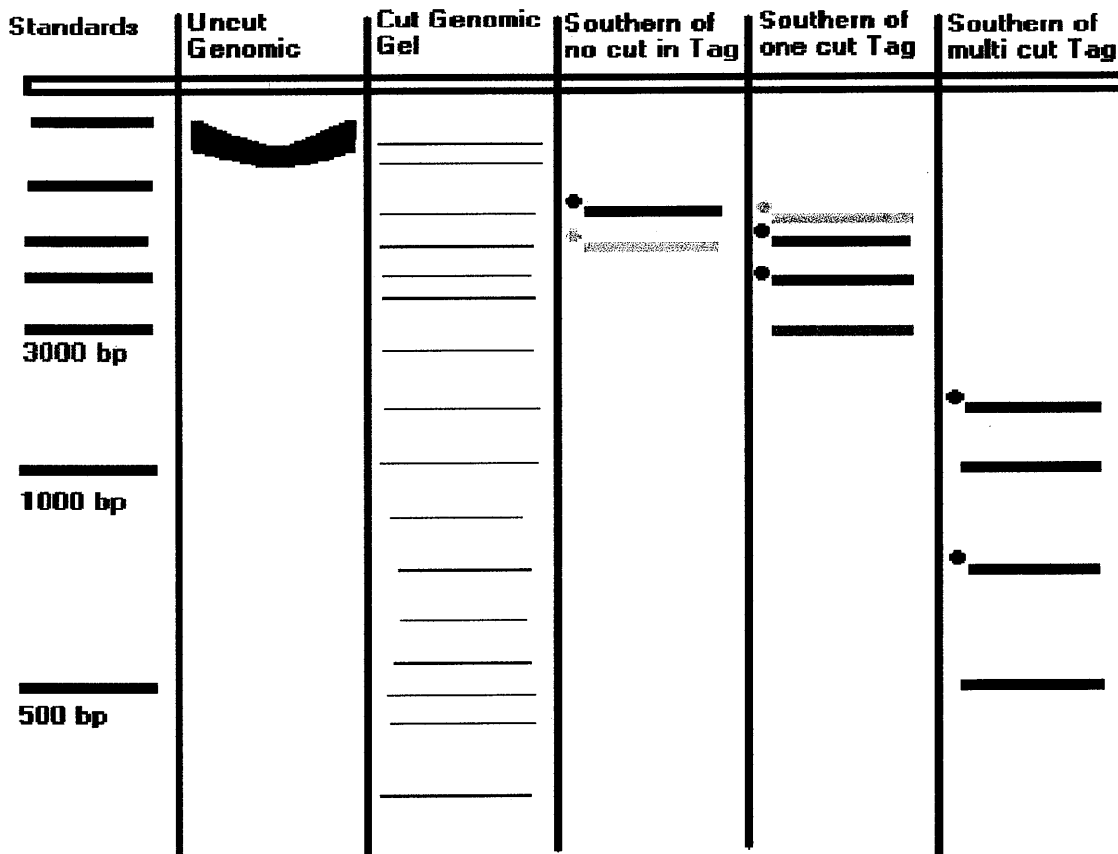 Standards
Uncut
Genomic
Cut Genomic
Gel
Southern of
no cut in Tag
Southern of
one cut Tag
Southern of
multi cut Tag
3000 bp
1000 bp
500 bp